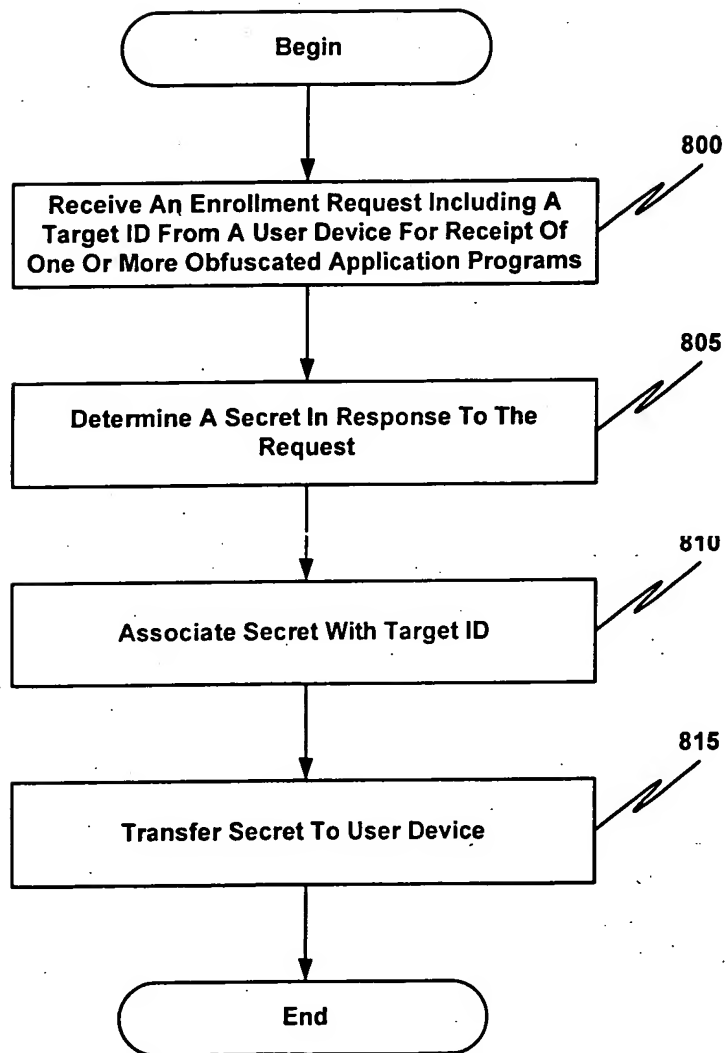 Begin
800
Receive An Enrollment Request Including A
Target ID From A User Device For Receipt Of
One Or More Obfuscated Application Programs
805
Determine A Secret In Response To The
Request
810
Associate Secret With Target ID
815
Transfer Secret To User Device
End